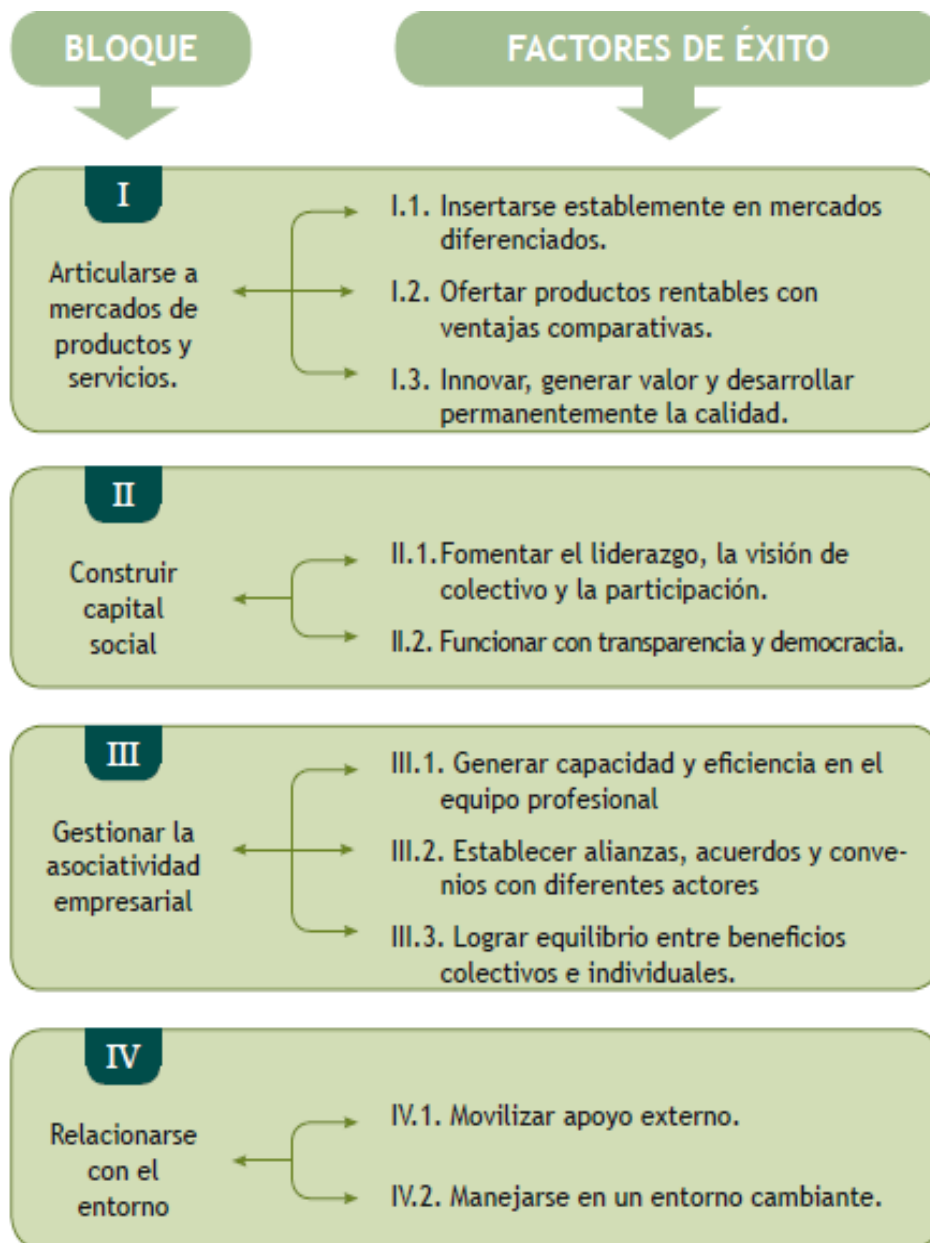 BLOQUE
FACTORES DE ÉXITO
I
Articularse a
mercados de
productos y
servicios.
I.1. Insertarse establemente en mercados
diferenciados.
I.2. Ofertar productos rentables con
ventajas comparativas.
I.3. Innovar, generar valor y desarrollar
permanentemente la calidad.
II
Construir
capital
social
II.1. Fomentar el liderazgo, la visión de
colectivo y la participación.
II.2. Funcionar con transparencia y democracia.
III
Gestionar la
asociatividad
empresarial
III.1. Generar capacidad y eficiencia en el
equipo profesional
III.2. Establecer alianzas, acuerdos y conve-
nios con diferentes actores
III.3. Lograr equilibrio entre beneficios
colectivos e individuales.
IV
Relacionarse
con el
entorno
IV.1. Movilizar apoyo externo.
IV.2. Manejarse en un entorno cambiante.